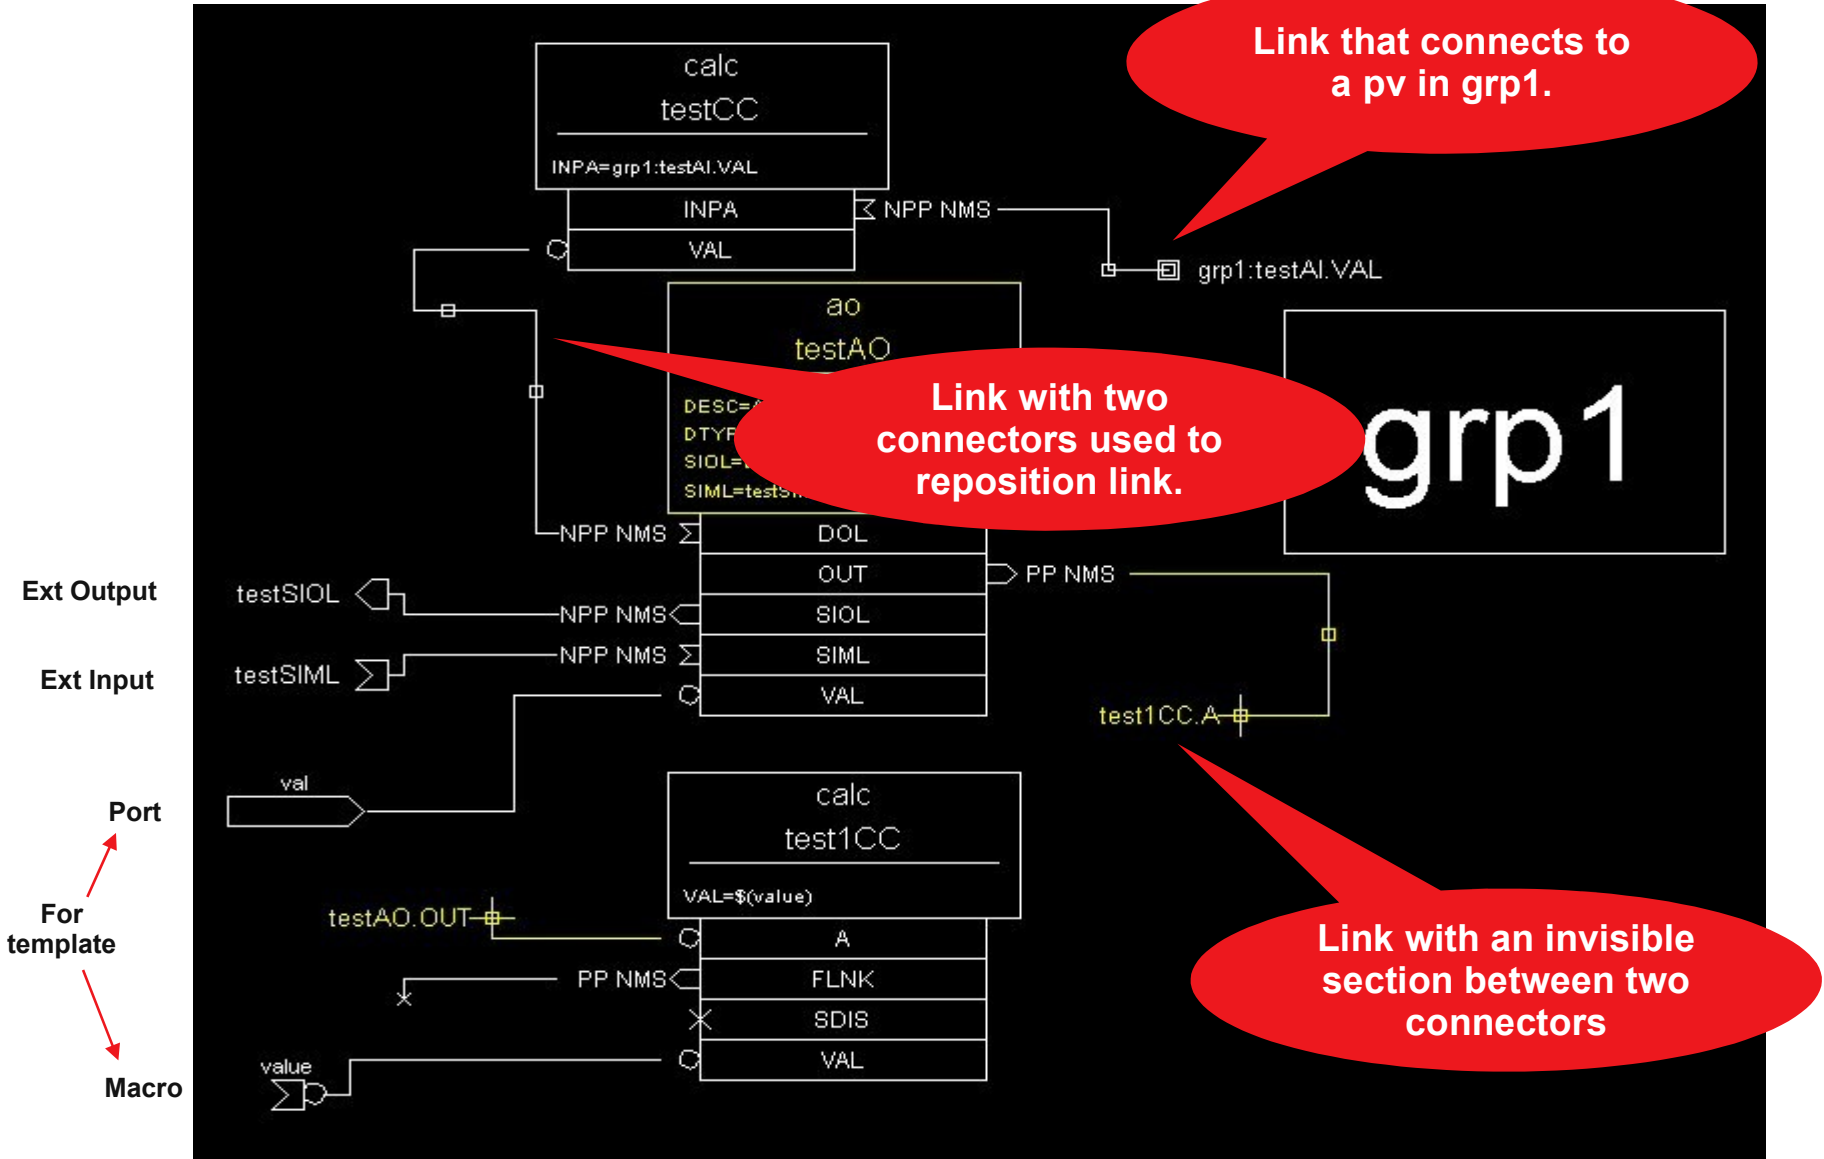 Link that connects to
a pv in grp1.
calc
testCC
INPA=grp1:testAI.VAL
INPA
NPP NMS
VAL
grp1:testAI.VAL
ao
testAO
DESC=
DTYP
SIOL=
SIML=testSI
Link with two
connectors used to
reposition link.
grp1
NPP NMS
DOL
OUT
PP NMS
Ext Output
testSIOL
NPP NMS
SIOL
Ext Input
testSIML
NPP NMS
SIML
VAL
test1CC.A
val
Port
calc
test1CC
VAL=$(value)
For
template
testAO.OUT
A
PP NMS
FLNK
SDIS
Link with an invisible
section between two
connectors
value
VAL
Macro